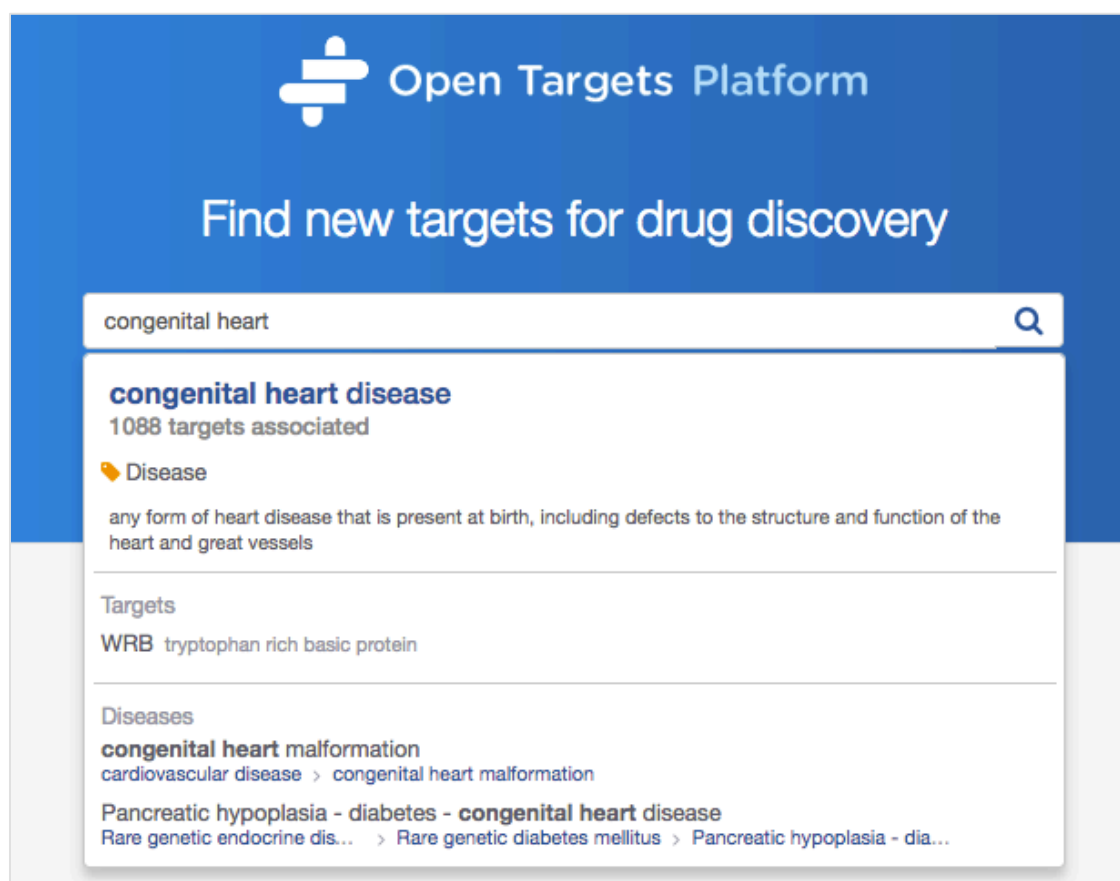 Open Targets Platform
Find new targets for drug discovery
congenital heart
congenital heart disease
1088 targets associated
Disease
any form of heart disease that is present at birth, including defects to the structure and function of the
heart and great vessels
Targets
WRB tryptophan rich basic protein
Diseases
congenital heart malformation
cardiovascular disease > congenital heart malformation
Pancreatic hypoplasia - diabetes - congenital heart disease
Rare genetic endocrine dis... > Rare genetic diabetes mellitus > Pancreatic hypoplasia - dia...